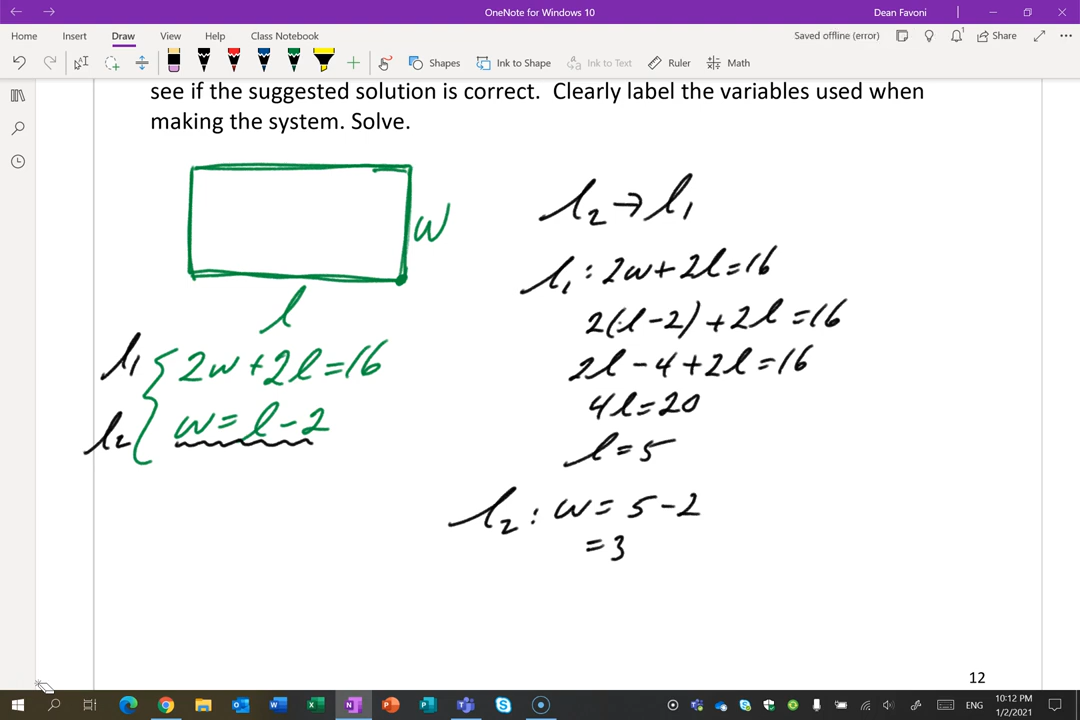 OneNote for Windows 10
Dean Favoni
Home Insert Draw View Help Class Notebook
Saved offline (error)
1
Share
Shapes
Ink to Shape
Ink to Text
Ruler
Math
see if the suggested solution is correct. Clearly label the variables used when
making the system. Solve.
w
l
l1 { 2w+2l=16
l2 w=l-2
l2→l1
l1: 2w+2l=16
2(l-2)+2l=16
2l-4+2l=16
4l=20
l=5
l2: w=5-2
=3
12
10:12 PM
ENG
1/2/2021